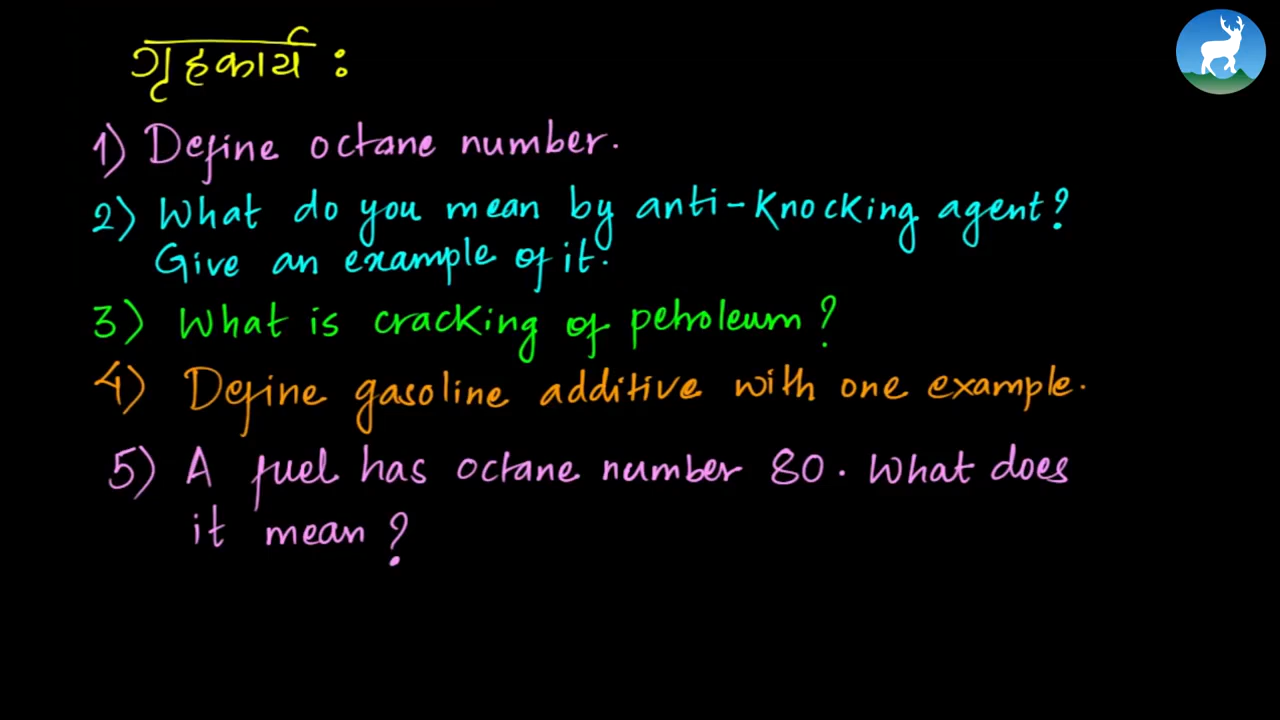 गृहकार्य :
1) Define octane number.
2) What do you mean by anti-knocking agent?
Give an example of it.
3) What is cracking of petroleum?
4) Define gasoline additive with one example.
5) A fuel has octane number 80. What does
it mean?